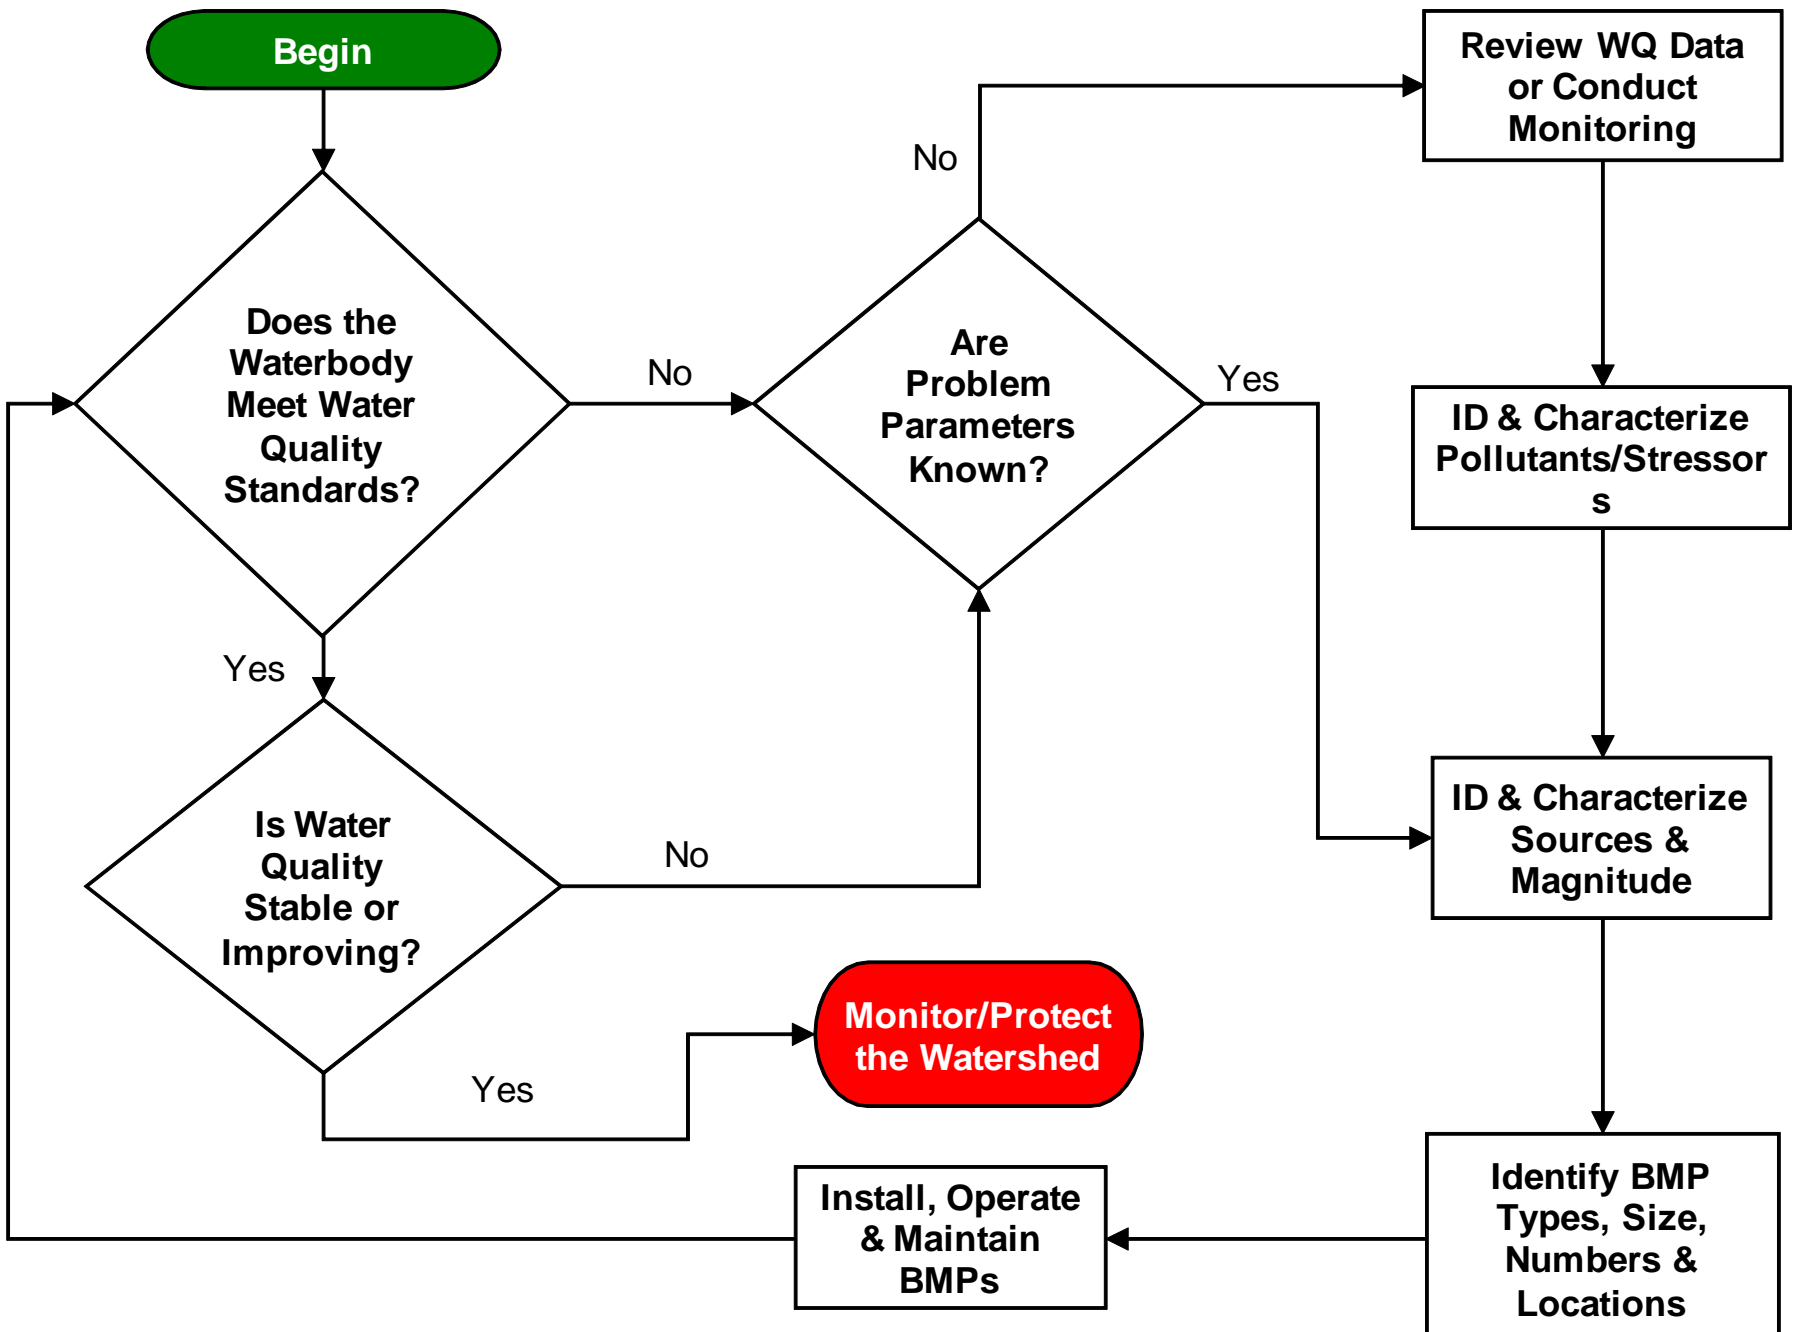 Begin
Review WQ Data
or Conduct
Monitoring
No
Does the
Waterbody
Meet Water
Quality
Standards?
No
Are
Problem
Parameters
Known?
Yes
ID & Characterize
Pollutants/Stressor
s
Yes
Is Water
Quality
Stable or
Improving?
No
ID & Characterize
Sources &
Magnitude
Monitor/Protect
the Watershed
Yes
Install, Operate
& Maintain
BMPs
Identify BMP
Types, Size,
Numbers &
Locations